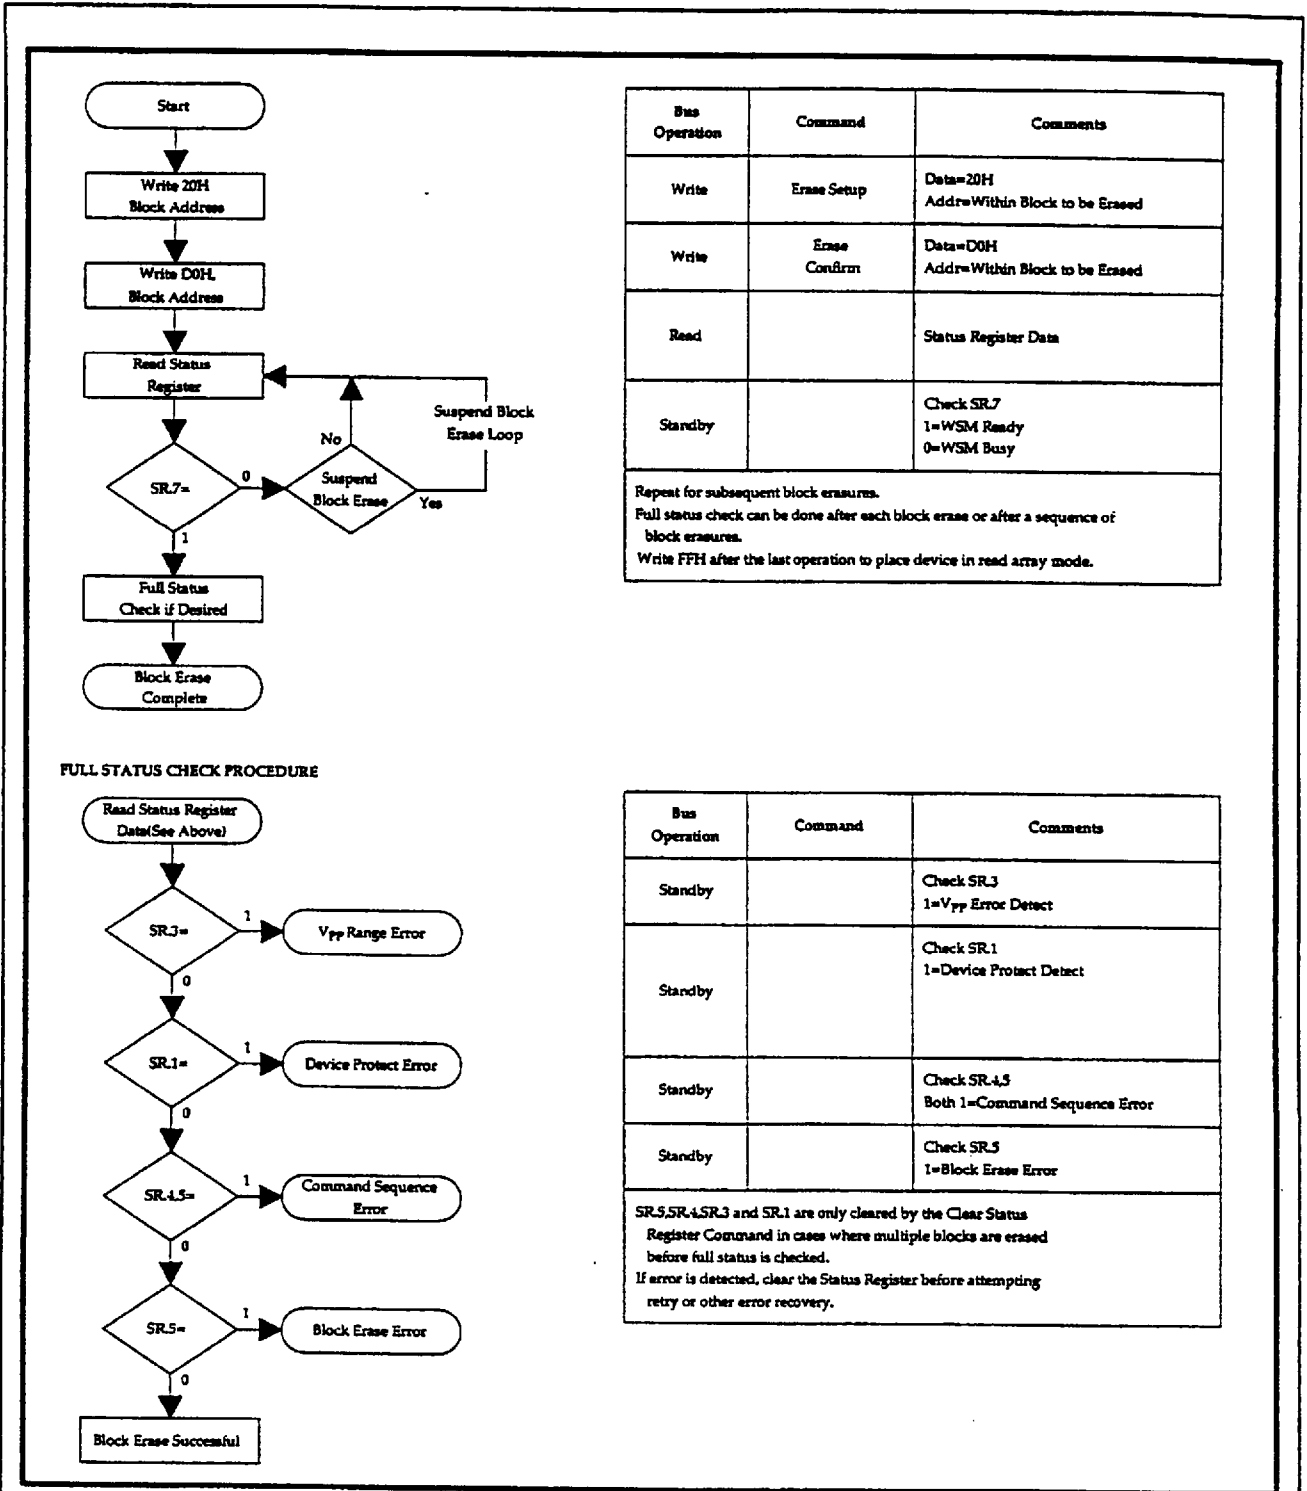 Start
Write 20H
Block Address
Write D0H,
Block Address
Read Status
Register
Suspend Block
Erase Loop
No
SR.7=
0
Suspend
Block Erase
Yes
1
Full Status
Check if Desired
Block Erase
Complete
Bus
Operation
Command
Comments
Write
Erase Setup
Data=20H
Addr=Within Block to be Erased
Write
Erase
Confirm
Data=D0H
Addr=Within Block to be Erased
Read
Status Register Data
Standby
Check SR.7
1=WSM Ready
0=WSM Busy
Repeat for subsequent block erasures.
Full status check can be done after each block erase or after a sequence of
block erasures.
Write FFH after the last operation to place device in read array mode.
FULL STATUS CHECK PROCEDURE
Read Status Register
Data(See Above)
SR.3=
1
VPP Range Error
0
SR.1=
1
Device Protect Error
0
SR.4,5=
1
Command Sequence
Error
0
SR.5=
1
Block Erase Error
0
Block Erase Successful
Bus
Operation
Command
Comments
Standby
Check SR.3
1=VPP Error Detect
Standby
Check SR.1
1=Device Protect Detect
Standby
Check SR.4,5
Both 1=Command Sequence Error
Standby
Check SR.5
1=Block Erase Error
SR.5,SR.4,SR.3 and SR.1 are only cleared by the Clear Status
Register Command in cases where multiple blocks are erased
before full status is checked.
If error is detected, clear the Status Register before attempting
retry or other error recovery.